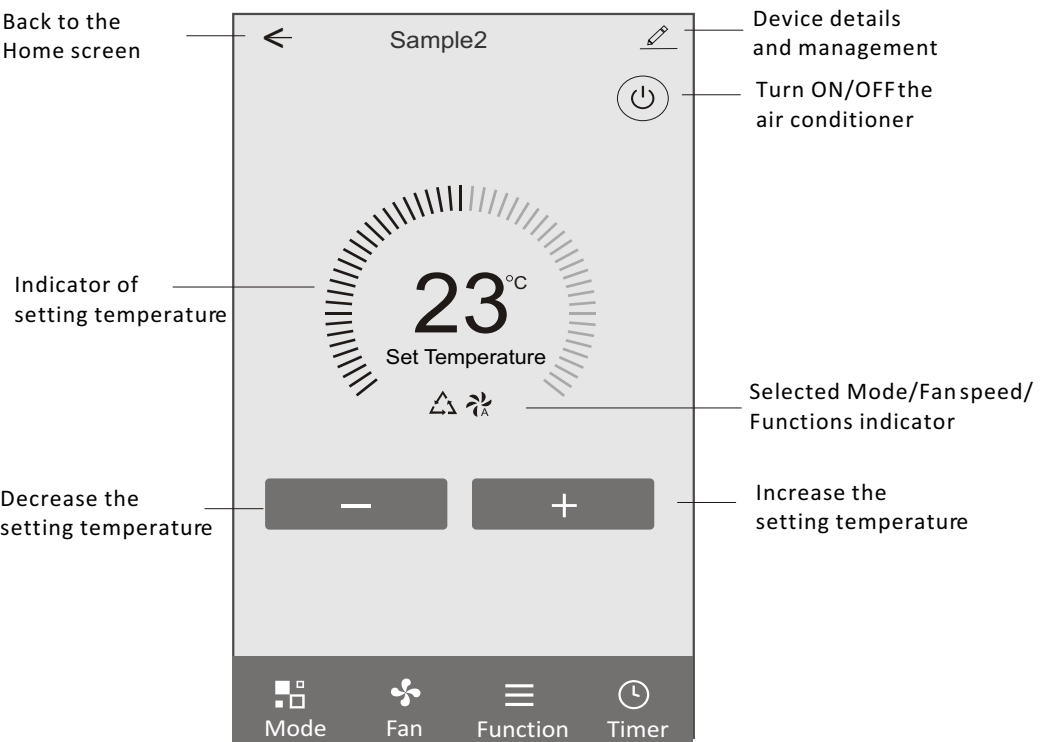 Back to the
Home screen
Sample2
Device details
and management
Turn ON/OFF the
air conditioner
Indicator of
setting temperature
23°C
Set Temperature
A
Selected Mode/Fan speed/
Functions indicator
Decrease the
setting temperature
Increase the
setting temperature
Mode
Fan
Function
Timer